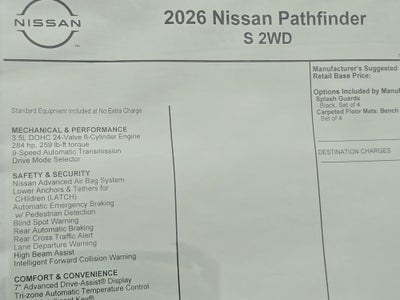 NISSAN
2026 Nissan Pathfinder
S 2WD
Manufacturer's Suggested
Retail Base Price:
Options Included by Manuf
Splash Guards
Black, Set of 4
Carpeted Floor Mats: Bench
Set of 4
DESTINATION CHARGES
Standard Equipment Included at No Extra Charge
MECHANICAL & PERFORMANCE
3.5L DOHC 24-Valve 6-Cylinder Engine
284 hp, 259 lb-ft torque
9-Speed Automatic Transmission
Drive Mode Selector
SAFETY & SECURITY
Nissan Advanced Air Bag System
Lower Anchors & Tethers for
CHildren (LATCH)
Automatic Emergency Braking
w/ Pedestrian Detection
Blind Spot Warning
Rear Automatic Braking
Rear Cross Traffic Alert
Lane Departure Warning
High Beam Assist
Intelligent Forward Collision Warning
COMFORT & CONVENIENCE
7" Advanced Drive-Assist® Display
Tri-zone Automatic Temperature Control